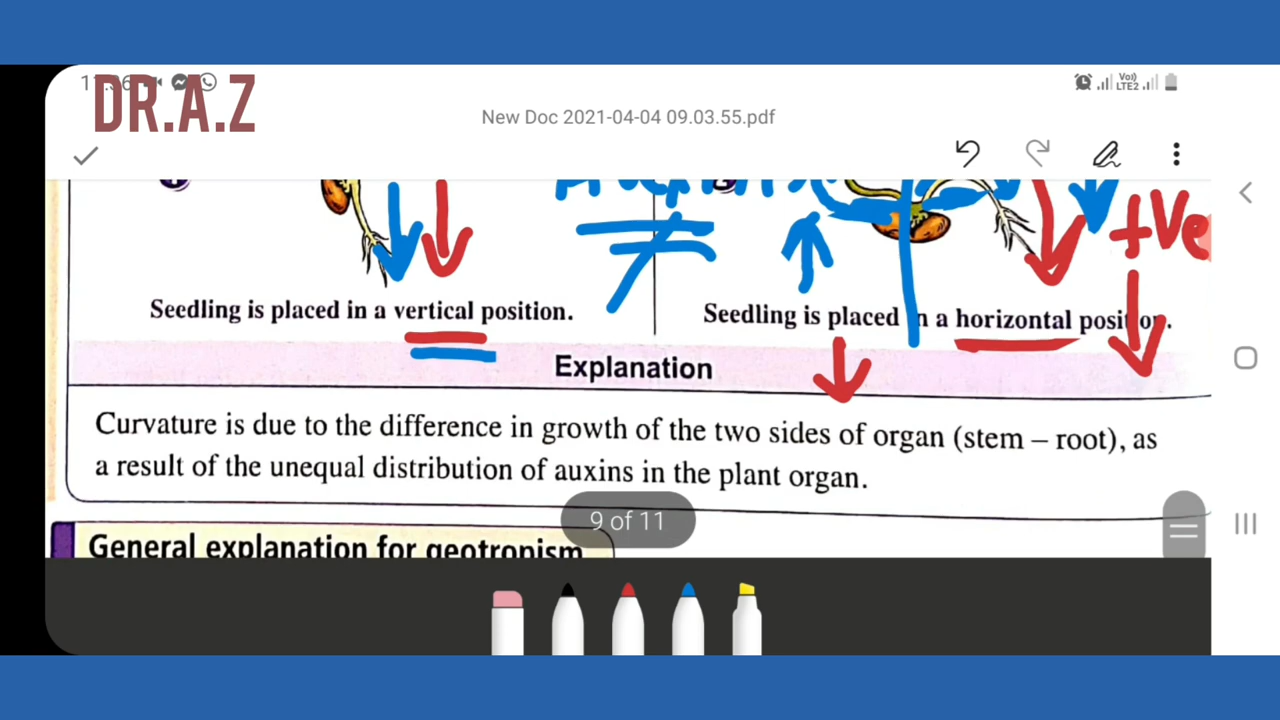 DR.A.Z
New Doc 2021-04-04 09.03.55.pdf
Vo))
LTE2
+Ve
Seedling is placed in a vertical position.
Seedling is placed in a horizontal position.
Explanation
Curvature is due to the difference in growth of the two sides of organ (stem – root), as
a result of the unequal distribution of auxins in the plant organ.
9 of 11
General explanation for geotropism